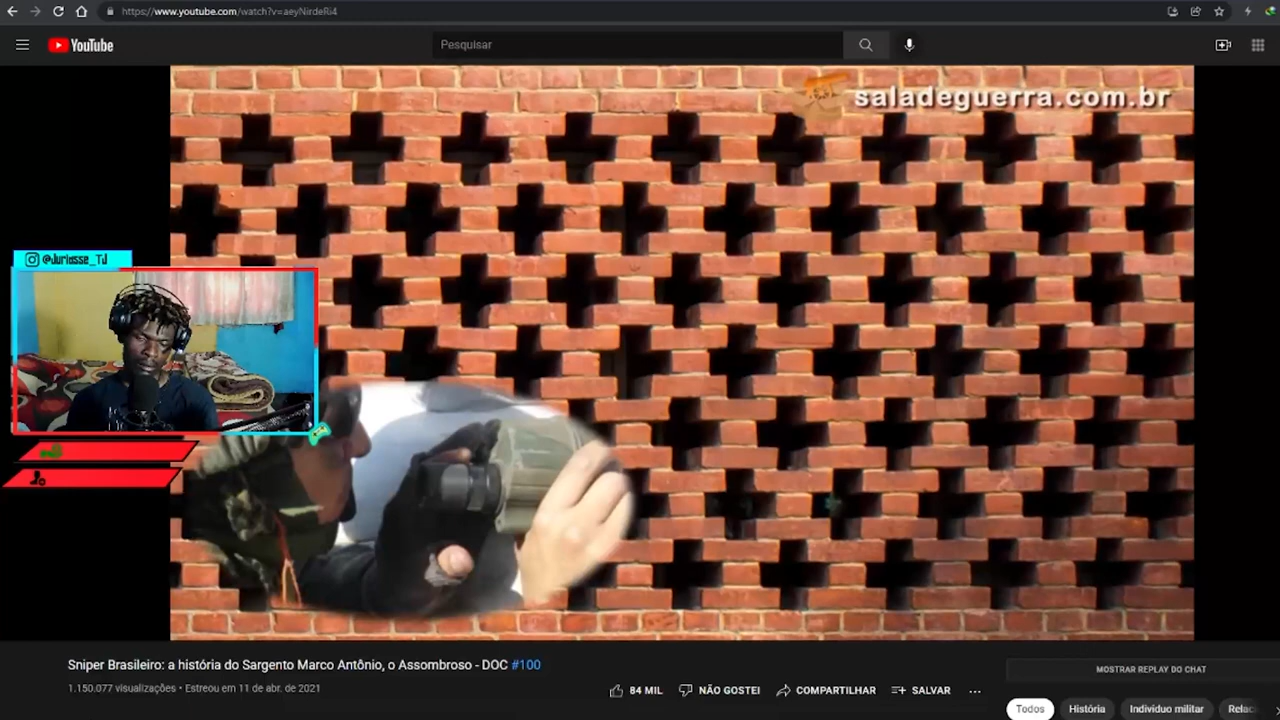 https://www.youtube.com/watch?v=aeyNirdeRi4
YouTube
Pesquisar
saladeguerra.com.br
@Juriesse_TJ
Sniper Brasileiro: a história do Sargento Marco Antônio, o Assombroso - DOC #100
1.150.077 visualizações • Estreou em 11 de abr. de 2021
84 MIL
NÃO GOSTEI
COMPARTILHAR
SALVAR
MOSTRAR REPLAY DO CHAT
Todos
História
Indivíduo militar